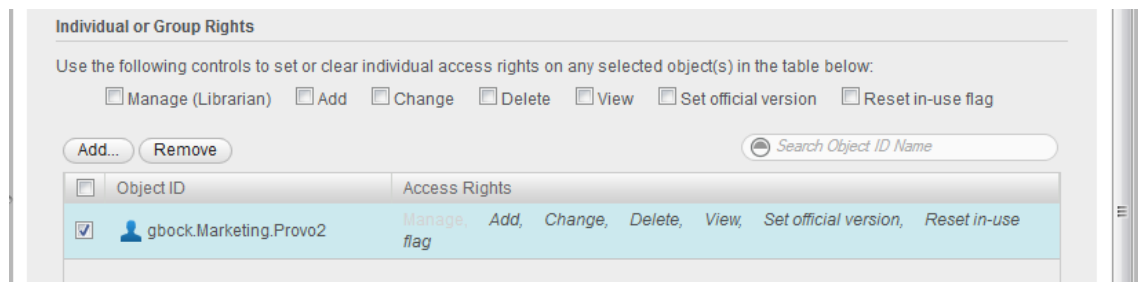 Individual or Group Rights
Use the following controls to set or clear individual access rights on any selected object(s) in the table below:
Manage (Librarian) Add Change Delete View Set official version Reset in-use flag
Add... Remove Search Object ID Name
Object ID Access Rights
gbock.Marketing.Provo2 Manage, Add, Change, Delete, View, Set official version, Reset in-use
flag